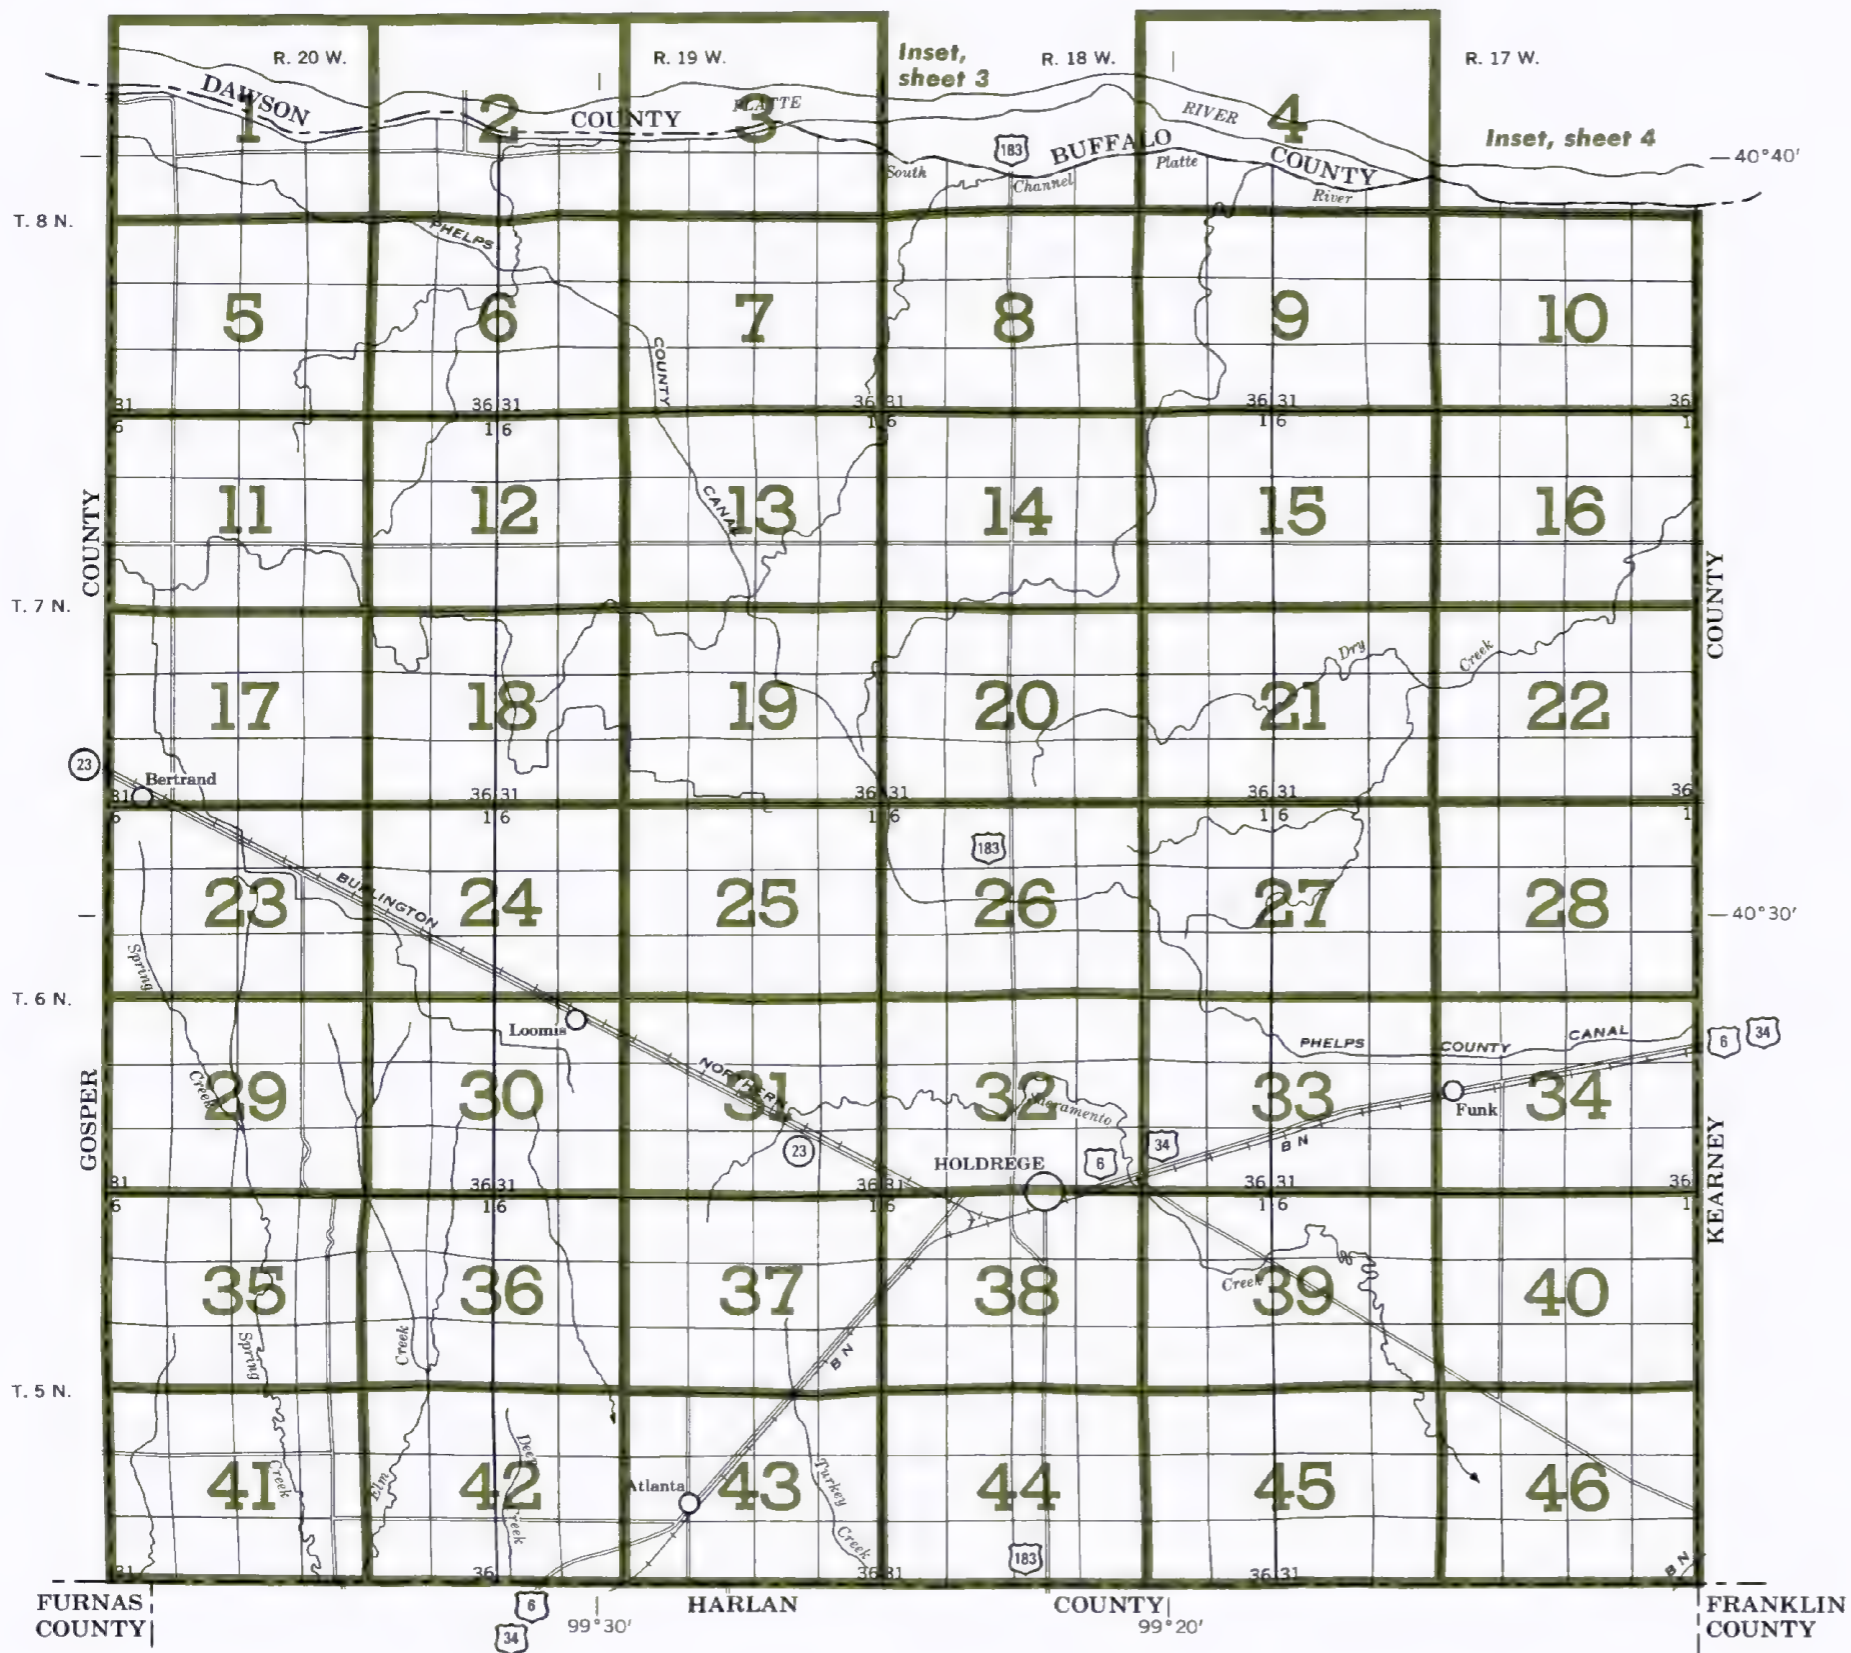 R. 20 W.
R. 19 W.
Inset,
sheet 3
R. 18 W.
R. 17 W.
DAWSON
COUNTY
PLATTE
RIVER
1
2
3
4
183
BUFFALO
COUNTY
Inset, sheet 4
40°40'
South
Channel
Platte
River
T. 8 N.
PHELPS
5
6
7
8
9
10
COUNTY
31
36 31
36 31
36 31
36
6
1 6
1 6
1 6
1
COUNTY
11
12
CANAL
13
14
15
16
COUNTY
T. 7 N.
Dry
Creek
17
18
19
20
21
22
23
Bertrand
31
36 31
36 31
36 31
36
6
1 6
1 6
1 6
1
183
BURLINGTON
23
24
25
26
27
28
40°30'
Spring
T. 6 N.
Loomis
PHELPS
COUNTY
CANAL
6
34
GOSPER
Creek
NORTHERN
29
30
31
32
33
34
Sacramento
Funk
KEARNEY
23
HOLDREGE
6
34
B N
31
36 31
36 31
36 31
36
6
1 6
1 6
1 6
1
35
36
37
38
39
40
Creek
Spring
Creek
B N
T. 5 N.
Deer
Creek
Elm
Creek
Atlanta
Turkey
Creek
41
42
43
44
45
46
183
31
36
36 31
36 31
B N
FURNAS
COUNTY
6
34
99°30'
HARLAN
COUNTY
99°20'
FRANKLIN
COUNTY